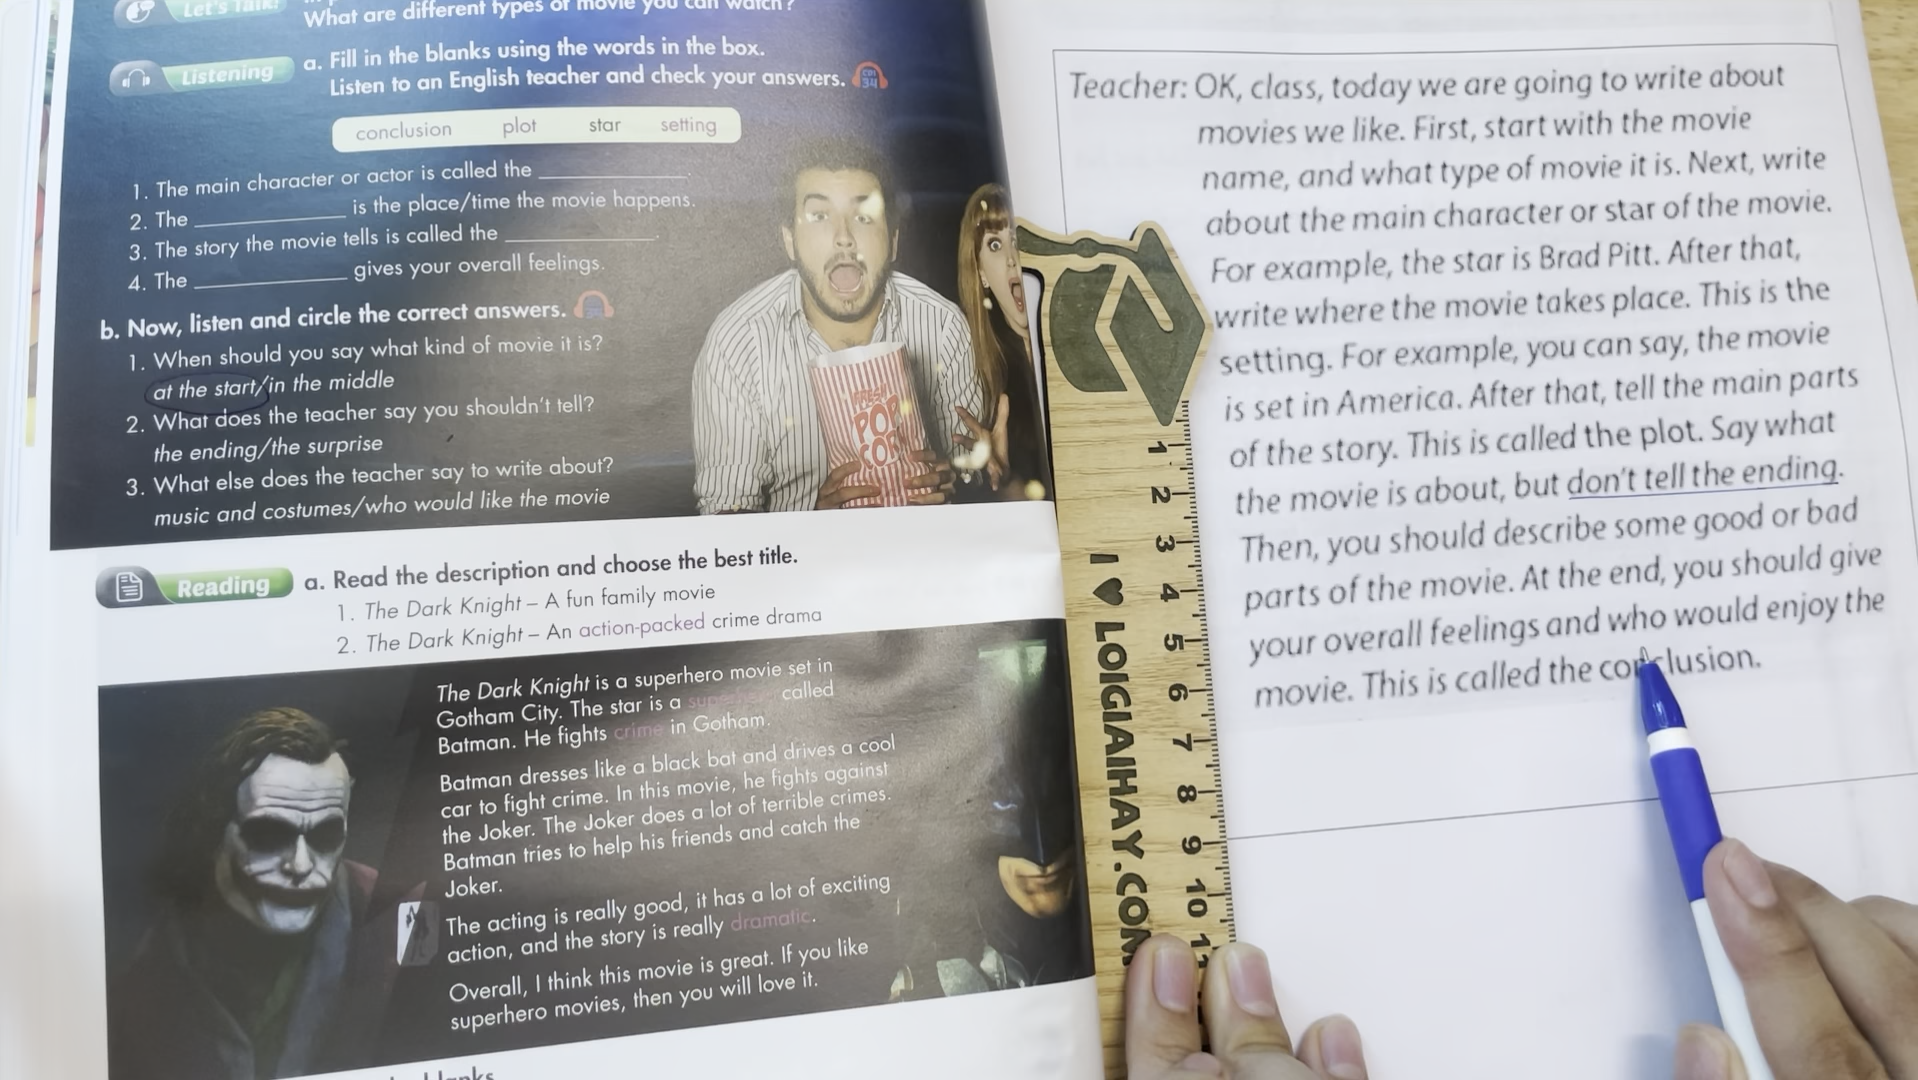 Let's Talk!
What are different types of movie you can watch?
Listening
a. Fill in the blanks using the words in the box.
Listen to an English teacher and check your answers.
CD1
34
conclusion plot star setting
1. The main character or actor is called the ____________.
2. The ____________ is the place/time the movie happens.
3. The story the movie tells is called the ____________.
4. The ____________ gives your overall feelings.
b. Now, listen and circle the correct answers.
1. When should you say what kind of movie it is?
at the start/in the middle
2. What does the teacher say you shouldn't tell?
the ending/the surprise
3. What else does the teacher say to write about?
music and costumes/who would like the movie
FRESH
POP
CORN
Reading
a. Read the description and choose the best title.
1. The Dark Knight – A fun family movie
2. The Dark Knight – An action-packed crime drama
The Dark Knight is a superhero movie set in
Gotham City. The star is a superhero called
Batman. He fights crime in Gotham.
Batman dresses like a black bat and drives a cool
car to fight crime. In this movie, he fights against
the Joker. The Joker does a lot of terrible crimes.
Batman tries to help his friends and catch the
Joker.
The acting is really good, it has a lot of exciting
action, and the story is really dramatic.
Overall, I think this movie is great. If you like
superhero movies, then you will love it.
Teacher: OK, class, today we are going to write about
movies we like. First, start with the movie
name, and what type of movie it is. Next, write
about the main character or star of the movie.
For example, the star is Brad Pitt. After that,
write where the movie takes place. This is the
setting. For example, you can say, the movie
is set in America. After that, tell the main parts
of the story. This is called the plot. Say what
the movie is about, but don't tell the ending.
Then, you should describe some good or bad
parts of the movie. At the end, you should give
your overall feelings and who would enjoy the
movie. This is called the conclusion.
I ♥ LOIGIAIHAY.COM
1 2 3 4 5 6 7 8 9 10 11